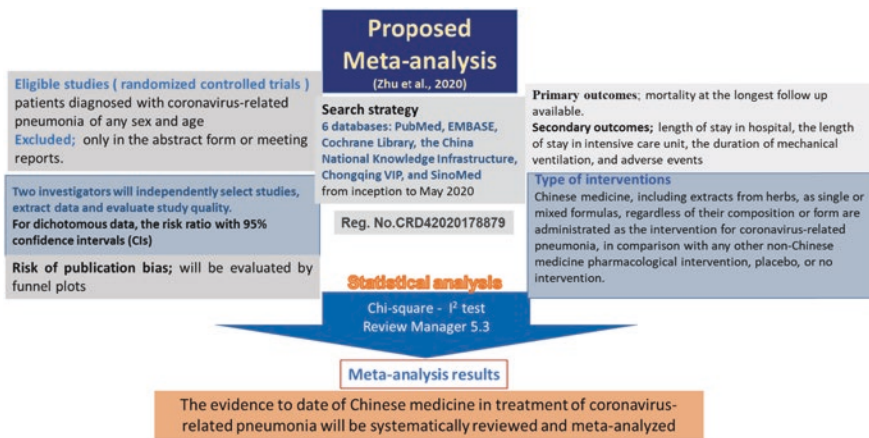 Proposed
Meta-analysis
(Zhu et al., 2020)
Eligible studies ( randomized controlled trials )
patients diagnosed with coronavirus-related
pneumonia of any sex and age
Excluded; only in the abstract form or meeting
reports.
Two investigators will independently select studies,
extract data and evaluate study quality.
For dichotomous data, the risk ratio with 95%
confidence intervals (CIs)
Risk of publication bias; will be evaluated by
funnel plots
Search strategy
6 databases: PubMed, EMBASE,
Cochrane Library, the China
National Knowledge Infrastructure,
Chongqing VIP, and SinoMed
from inception to May 2020
Reg. No.CRD42020178879
Primary outcomes; mortality at the longest follow up
available.
Secondary outcomes; length of stay in hospital, the length
of stay in intensive care unit, the duration of mechanical
ventilation, and adverse events
Type of interventions
Chinese medicine, including extracts from herbs, as single or
mixed formulas, regardless of their composition or form are
administrated as the intervention for coronavirus-related
pneumonia, in comparison with any other non-Chinese
medicine pharmacological intervention, placebo, or no
intervention.
Statistical analysis
Chi-square - I² test
Review Manager 5.3
Meta-analysis results
The evidence to date of Chinese medicine in treatment of coronavirus-
related pneumonia will be systematically reviewed and meta-analyzed